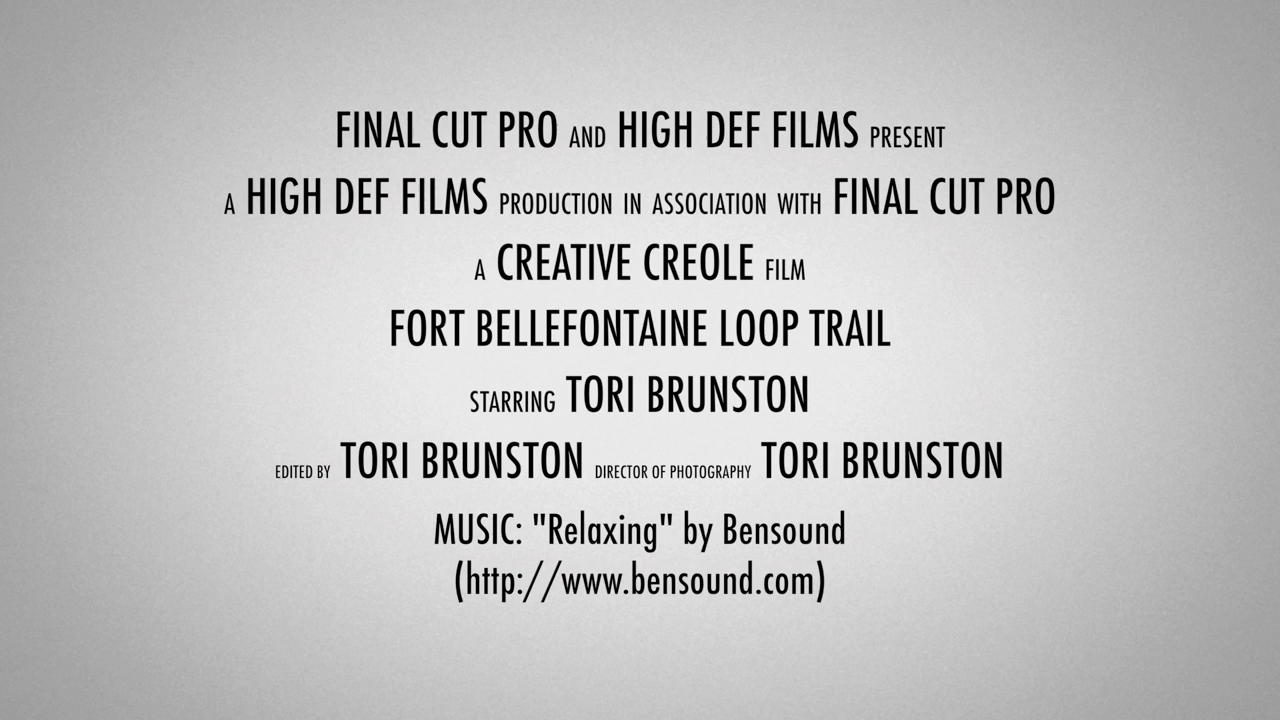 FINAL CUT PRO AND HIGH DEF FILMS PRESENT
A HIGH DEF FILMS PRODUCTION IN ASSOCIATION WITH FINAL CUT PRO
A CREATIVE CREOLE FILM
FORT BELLEFONTAINE LOOP TRAIL
STARRING TORI BRUNSTON
EDITED BY TORI BRUNSTON DIRECTOR OF PHOTOGRAPHY TORI BRUNSTON
MUSIC: "Relaxing" by Bensound
(http://www.bensound.com)